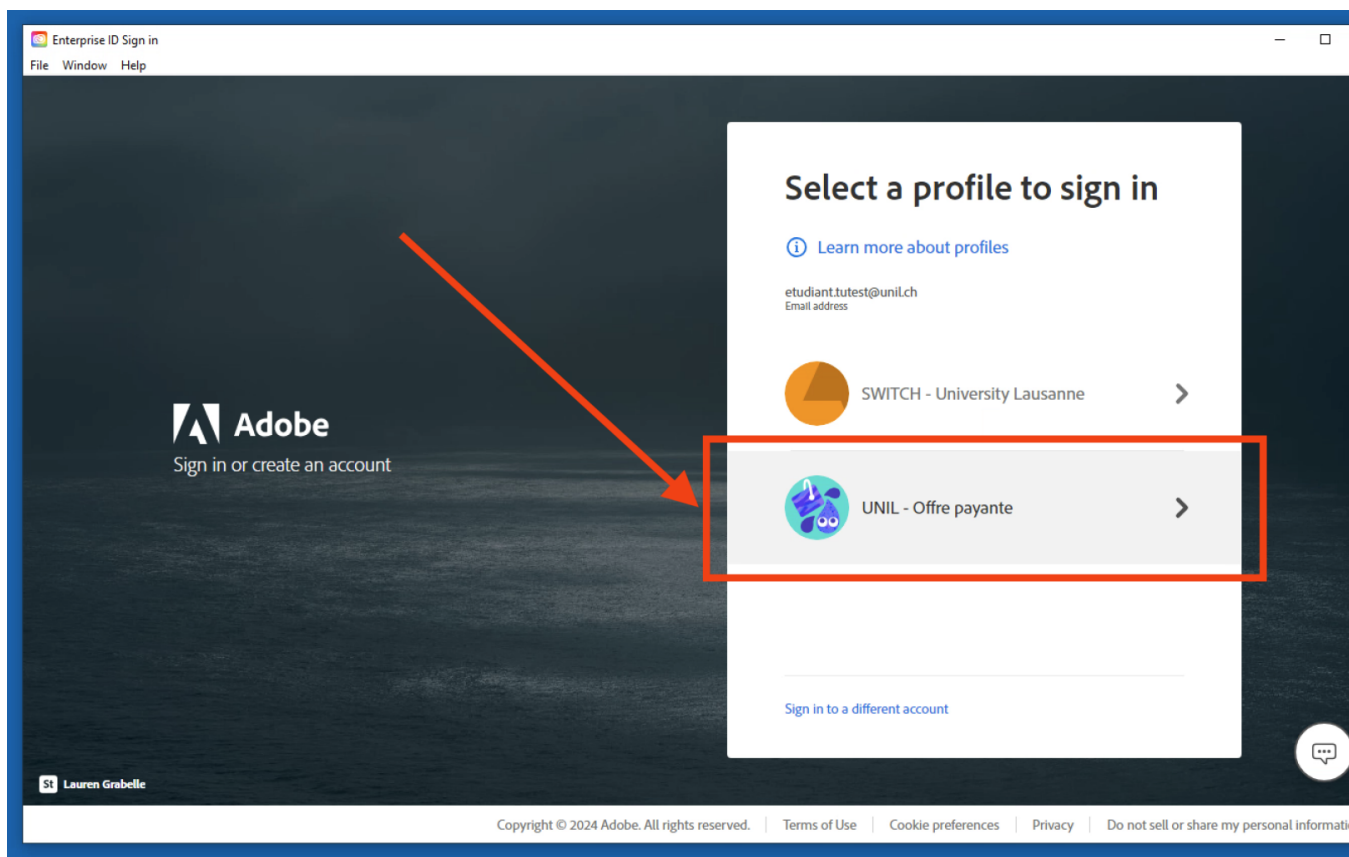 Enterprise ID Sign in
File Window Help
Select a profile to sign in
Learn more about profiles
etudiant.tutest@unil.ch
Email address
SWITCH - University Lausanne
Adobe
Sign in or create an account
UNIL - Offre payante
Sign in to a different account
St Lauren Grabelle
Copyright © 2024 Adobe. All rights reserved. Terms of Use Cookie preferences Privacy Do not sell or share my personal informati